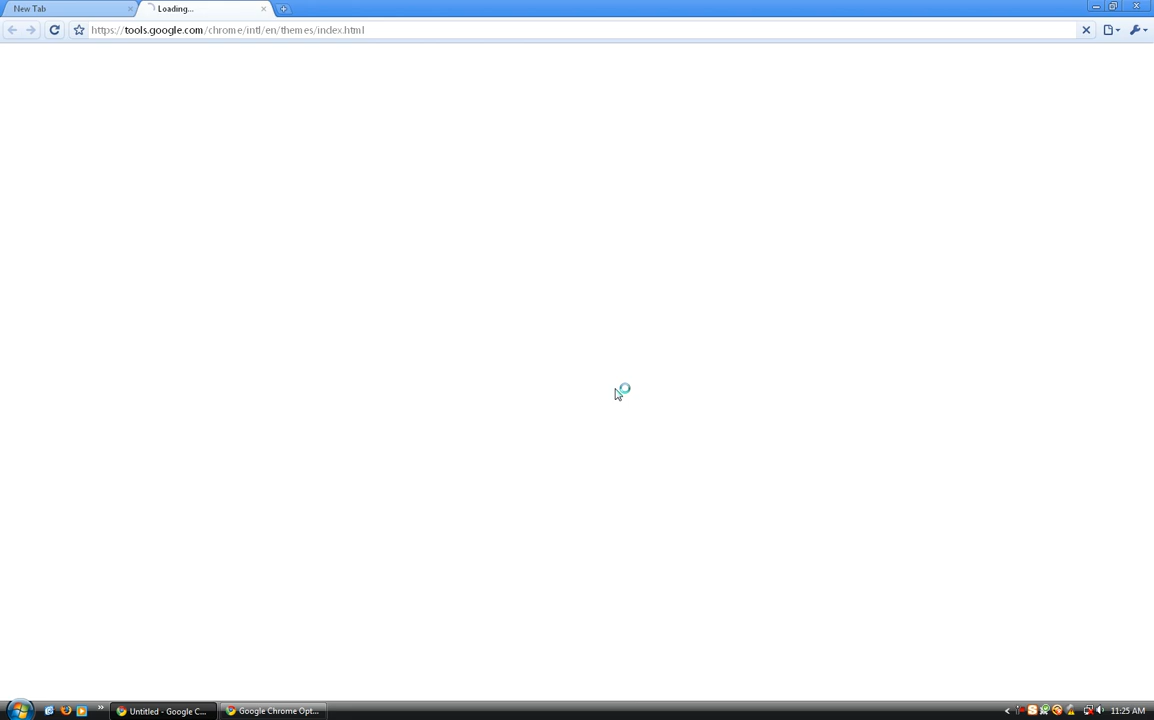 New Tab
Loading...
https://tools.google.com/chrome/intl/en/themes/index.html
Untitled - Google C...
Google Chrome Opt...
11:25 AM